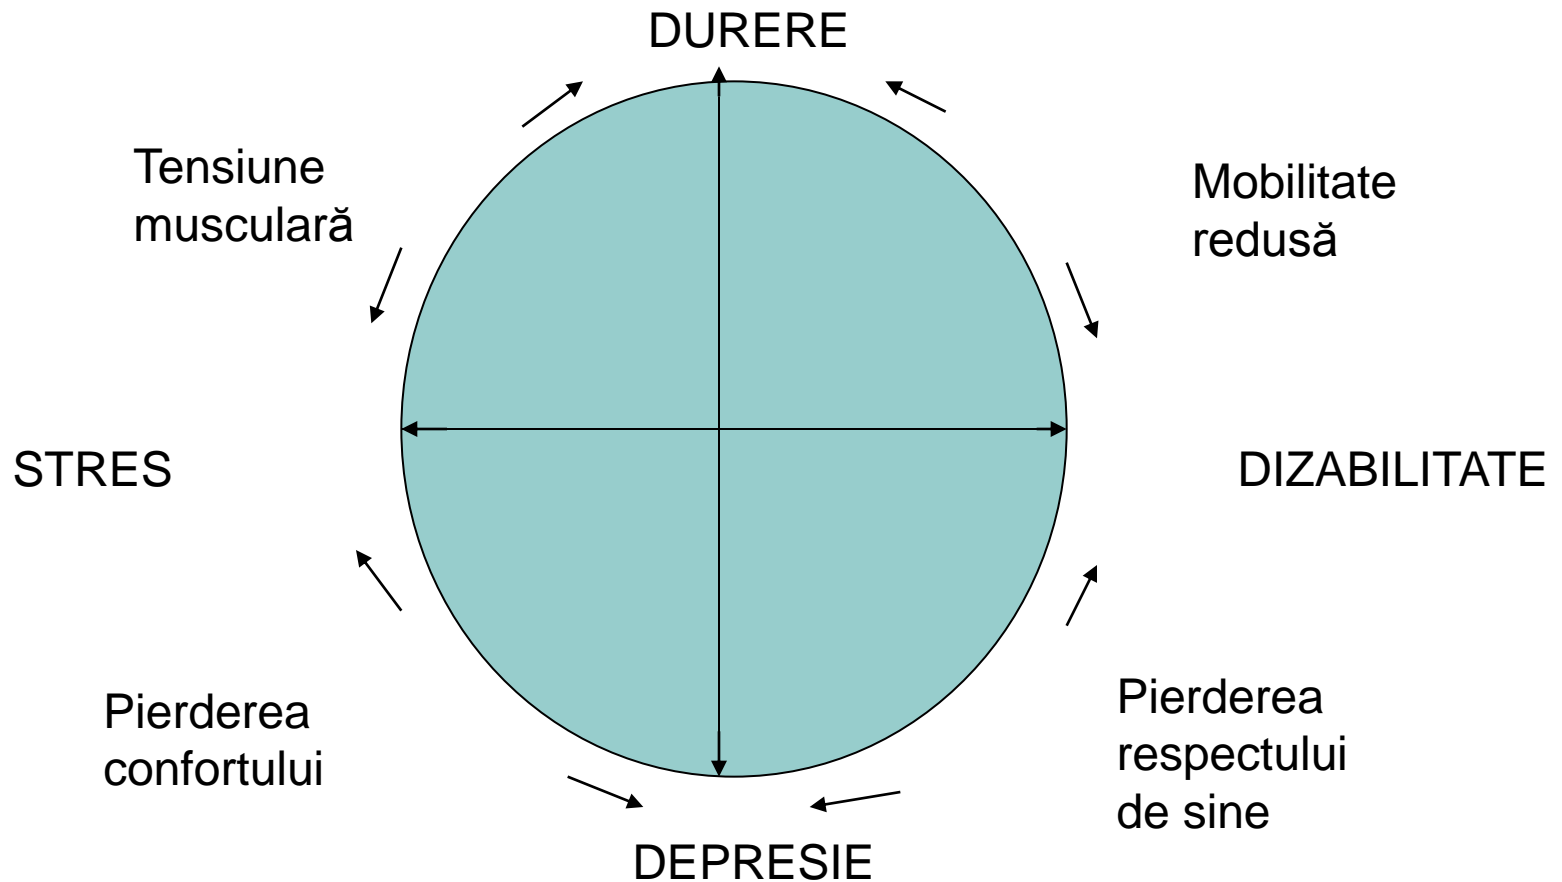 DURERE
Tensiune
musculară
Mobilitate
redusă
STRES
DIZABILITATE
Pierderea
confortului
Pierderea
respectului
de sine
DEPRESIE